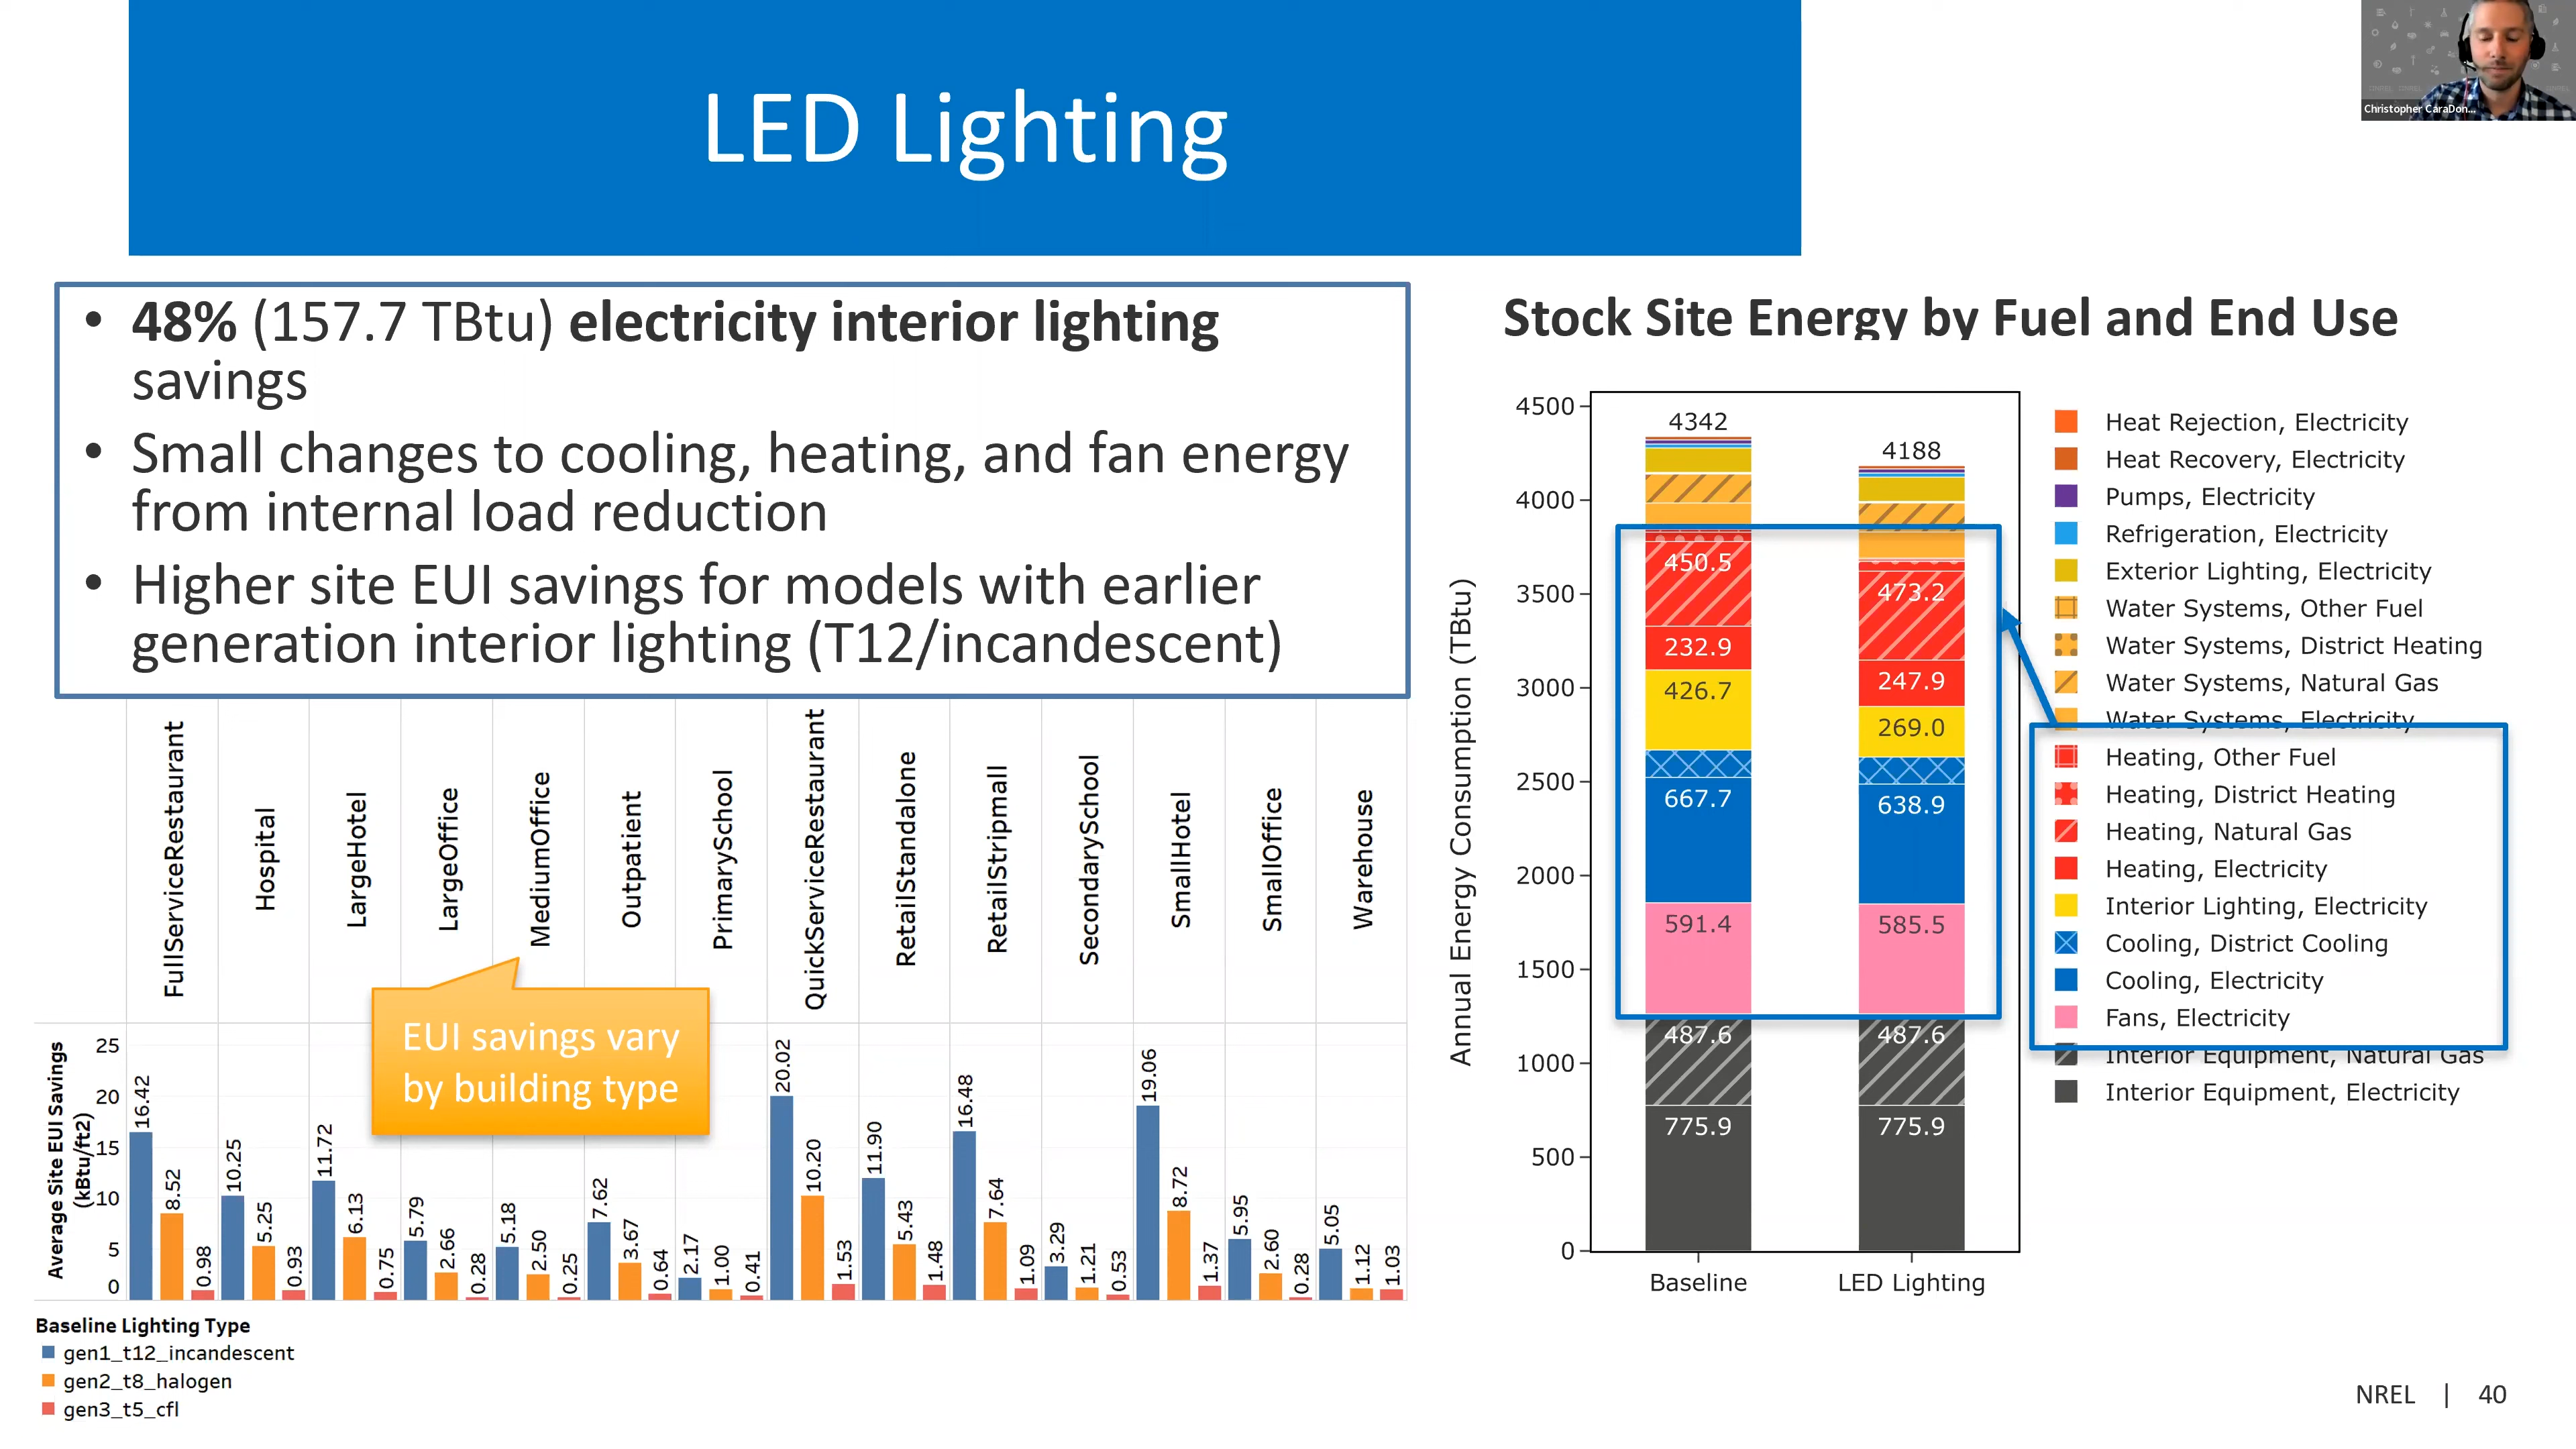 LED Lighting
Christopher CaraDon...
• 48% (157.7 TBtu) electricity interior lighting
savings
• Small changes to cooling, heating, and fan energy
from internal load reduction
• Higher site EUI savings for models with earlier
generation interior lighting (T12/incandescent)
FullServiceRestaurant
Hospital
LargeHotel
LargeOffice
MediumOffice
Outpatient
PrimarySchool
QuickServiceRestaurant
RetailStandalone
RetailStripmall
SecondarySchool
SmallHotel
SmallOffice
Warehouse
EUI savings vary
by building type
Average Site EUI Savings
(kBtu/ft2)
25
20
15
10
5
0
16.42
8.52
0.98
10.25
5.25
0.93
11.72
6.13
0.75
5.79
2.66
0.28
5.18
2.50
0.25
7.62
3.67
0.64
2.17
1.00
0.41
20.02
10.20
1.53
11.90
5.43
1.48
16.48
7.64
1.09
3.29
1.21
0.53
19.06
8.72
1.37
5.95
2.60
0.28
5.05
1.12
1.03
Baseline Lighting Type
gen1_t12_incandescent
gen2_t8_halogen
gen3_t5_cfl
Stock Site Energy by Fuel and End Use
Annual Energy Consumption (TBtu)
4500
4000
3500
3000
2500
2000
1500
1000
500
0
4342
450.5
232.9
426.7
667.7
591.4
487.6
775.9
4188
473.2
247.9
269.0
638.9
585.5
487.6
775.9
Baseline
LED Lighting
Heat Rejection, Electricity
Heat Recovery, Electricity
Pumps, Electricity
Refrigeration, Electricity
Exterior Lighting, Electricity
Water Systems, Other Fuel
Water Systems, District Heating
Water Systems, Natural Gas
Water Systems, Electricity
Heating, Other Fuel
Heating, District Heating
Heating, Natural Gas
Heating, Electricity
Interior Lighting, Electricity
Cooling, District Cooling
Cooling, Electricity
Fans, Electricity
Interior Equipment, Natural Gas
Interior Equipment, Electricity
NREL | 40